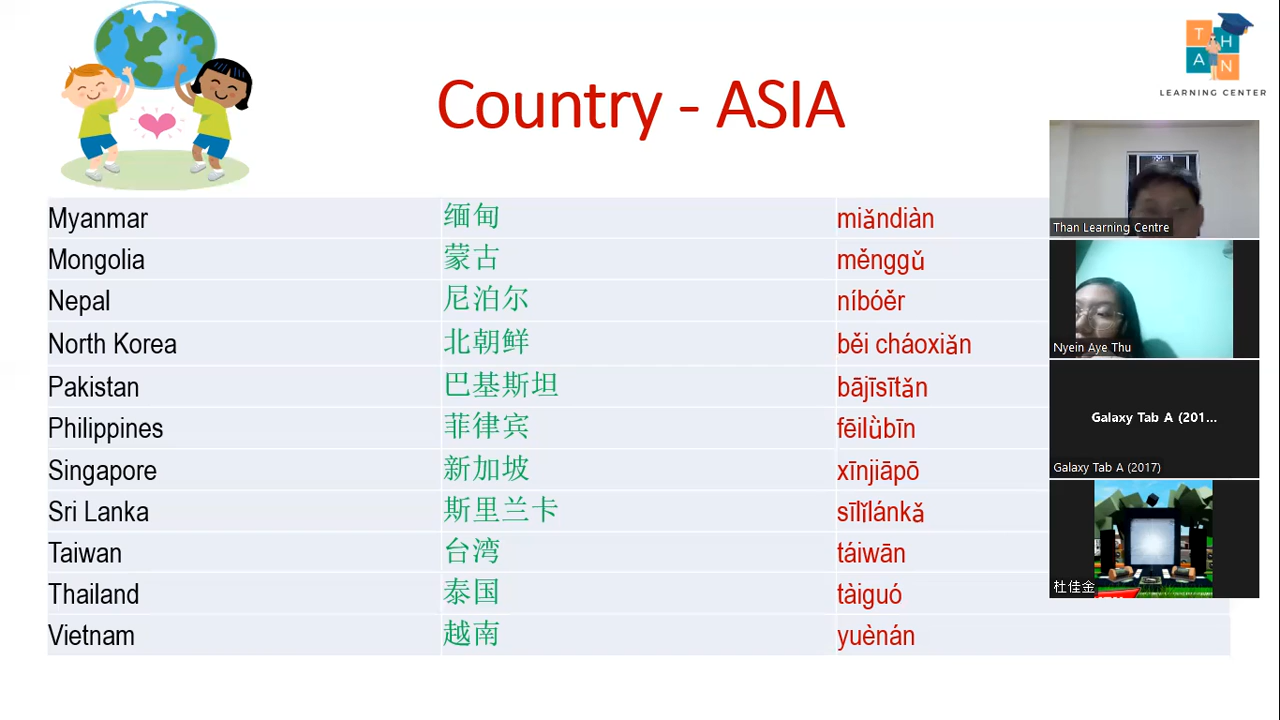 T H
A N
LEARNING CENTER
Country - ASIA
Myanmar 缅甸 miǎndiàn
Mongolia 蒙古 měnggǔ
Nepal 尼泊尔 níbóěr
North Korea 北朝鲜 běi cháoxiǎn
Pakistan 巴基斯坦 bājīsītǎn
Philippines 菲律宾 fēilǜbīn
Singapore 新加坡 xīnjiāpō
Sri Lanka 斯里兰卡 sīlǐlánkǎ
Taiwan 台湾 táiwān
Thailand 泰国 tàiguó
Vietnam 越南 yuènán
Than Learning Centre
Nyein Aye Thu
Galaxy Tab A (201...
Galaxy Tab A (2017)
杜佳金